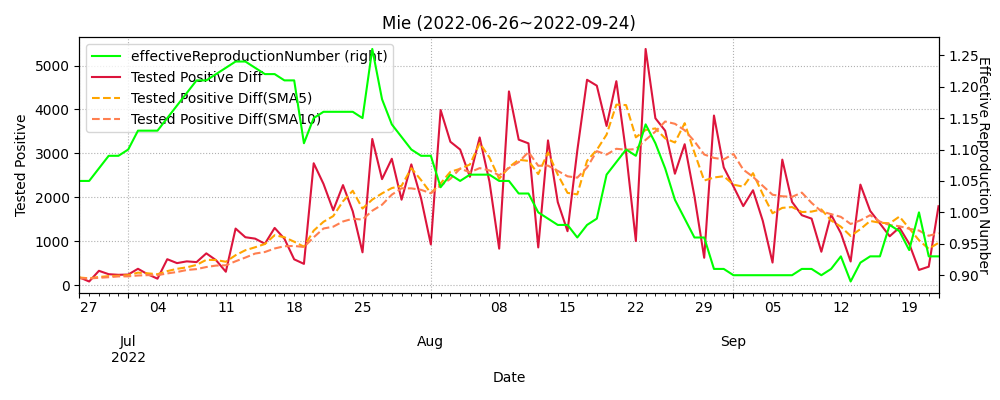 Mie (2022-06-26~2022-09-24)
effectiveReproductionNumber (right)
Tested Positive Diff
Tested Positive Diff(SMA5)
Tested Positive Diff(SMA10)
Tested Positive
5000
4000
3000
2000
1000
0
1.25
1.20
1.15
1.10
1.05
1.00
0.95
0.90
Effective Reproduction Number
27 04 11 18 25 08 15 22 29 05 12 19
Jul Aug Sep
2022
Date